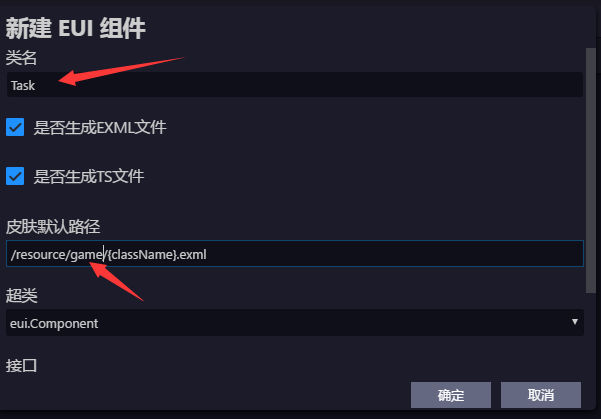 新建 EUI 组件
类名
Task
是否生成EXML文件
是否生成TS文件
皮肤默认路径
/resource/game/{className}.exml
超类
eui.Component
接口
确定 取消